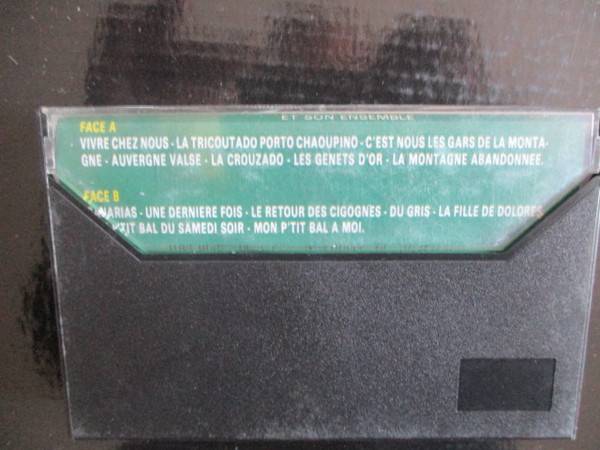 ET SON ENSEMBLE
FACE A
VIVRE CHEZ NOUS - LA TRICOUTADO PORTO CHAOUPINO - C'EST NOUS LES GARS DE LA MONTA-
GNE - AUVERGNE VALSE - LA CROUZADO - LES GENETS D'OR - LA MONTAGNE ABANDONNEE.
FACE B
UNE DERNIERE FOIS - LE RETOUR DES CIGOGNES - DU GRIS - LA FILLE DE DOLORES
P'TIT BAL DU SAMEDI SOIR - MON P'TIT BAL A MOI.